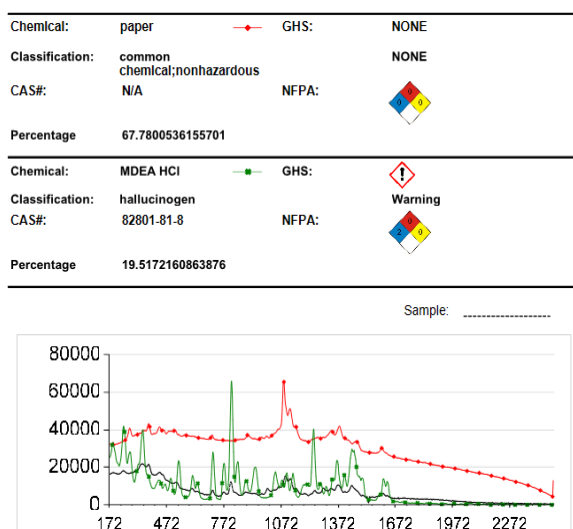 Chemical: paper GHS: NONE
Classification: common chemical;nonhazardous NONE
CAS#: N/A NFPA: 0 0 0
Percentage 67.7800536155701
Chemical: MDEA HCl GHS: !
Classification: hallucinogen Warning
CAS#: 82801-81-8 NFPA: 2 0 0
Percentage 19.5172160863876
Sample: ___________________
80000
60000
40000
20000
0
172 472 772 1072 1372 1672 1972 2272